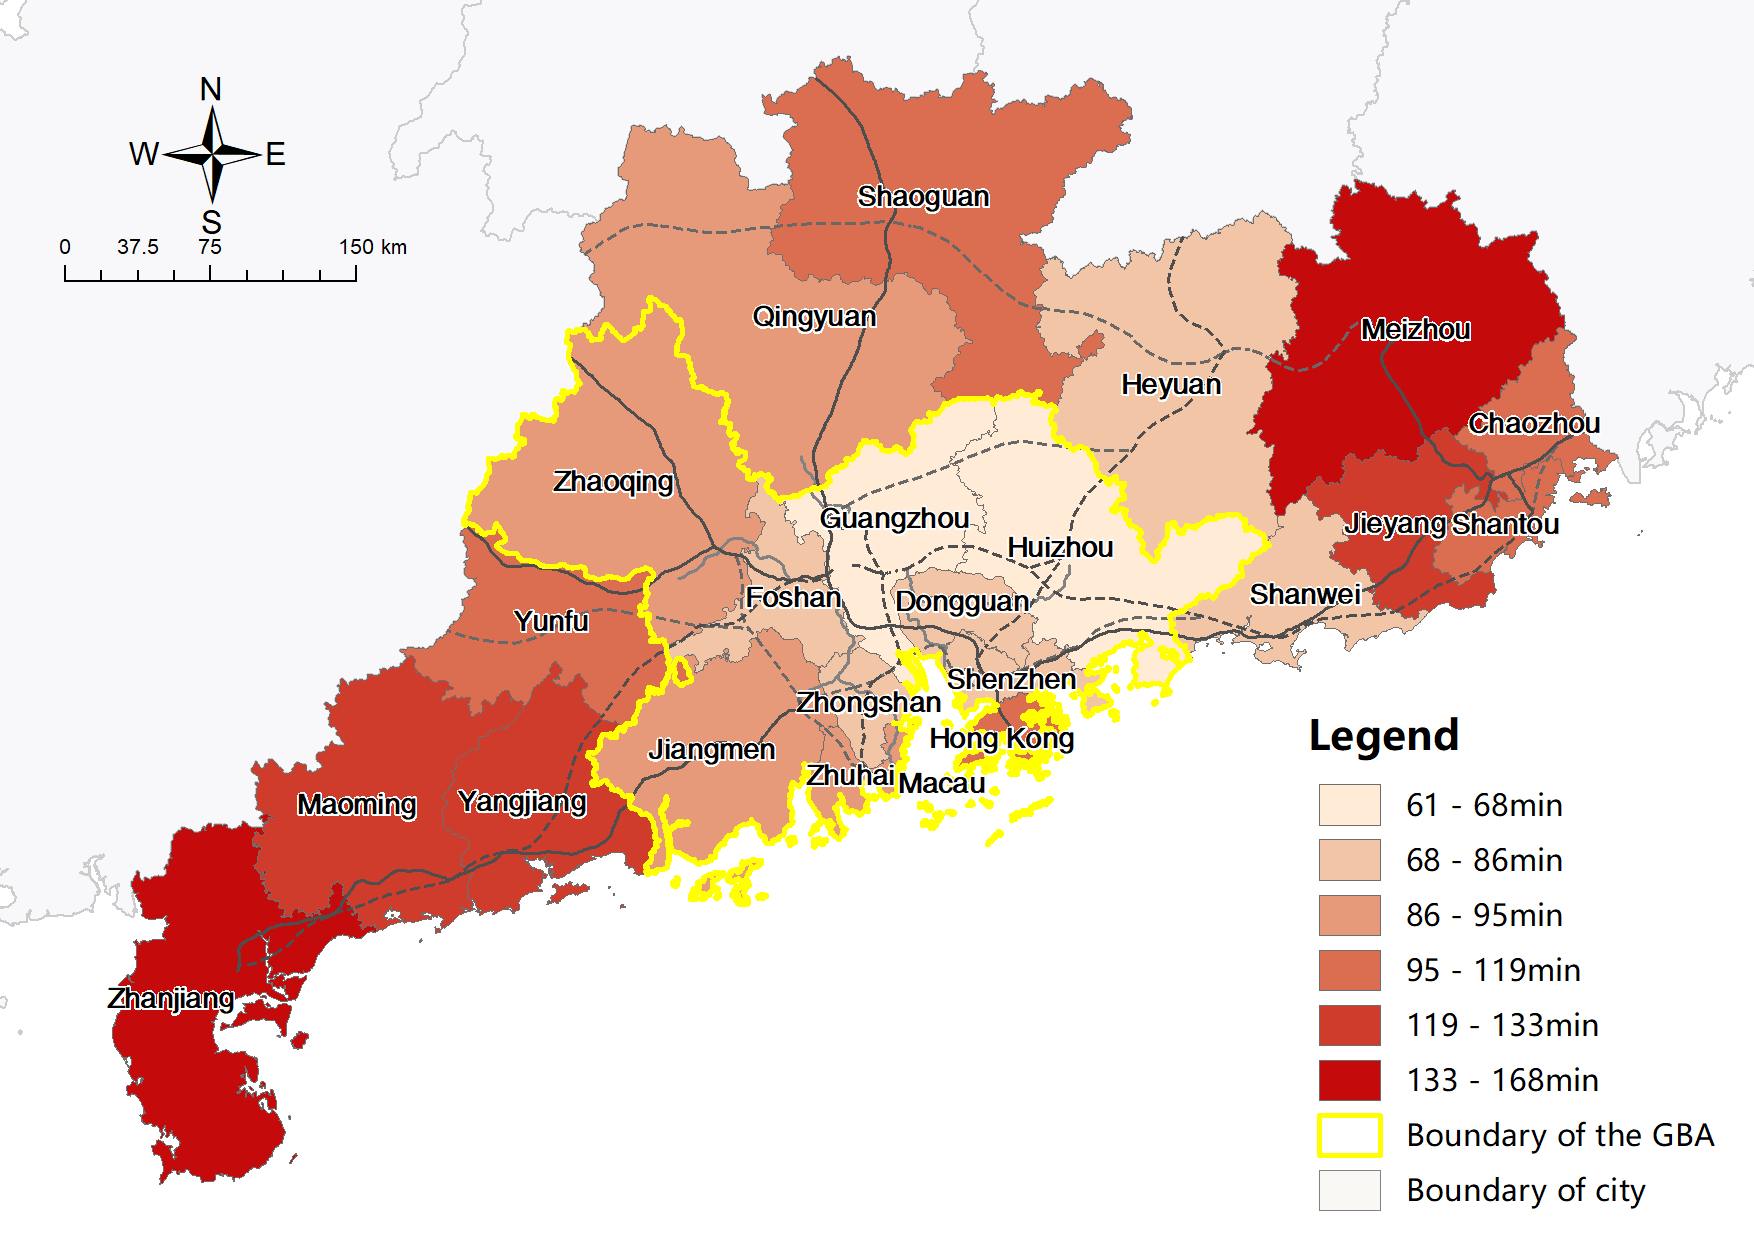 N
W
E
S
0
37.5
75
150 km
Shaoguan
Qingyuan
Meizhou
Heyuan
Chaozhou
Zhaoqing
Guangzhou
Jieyang
Shantou
Huizhou
Shanwei
Foshan
Dongguan
Yunfu
Shenzhen
Zhongshan
Hong Kong
Jiangmen
Zhuhai
Macau
Maoming
Yangjiang
Zhanjiang
Legend
61 - 68min
68 - 86min
86 - 95min
95 - 119min
119 - 133min
133 - 168min
Boundary of the GBA
Boundary of city